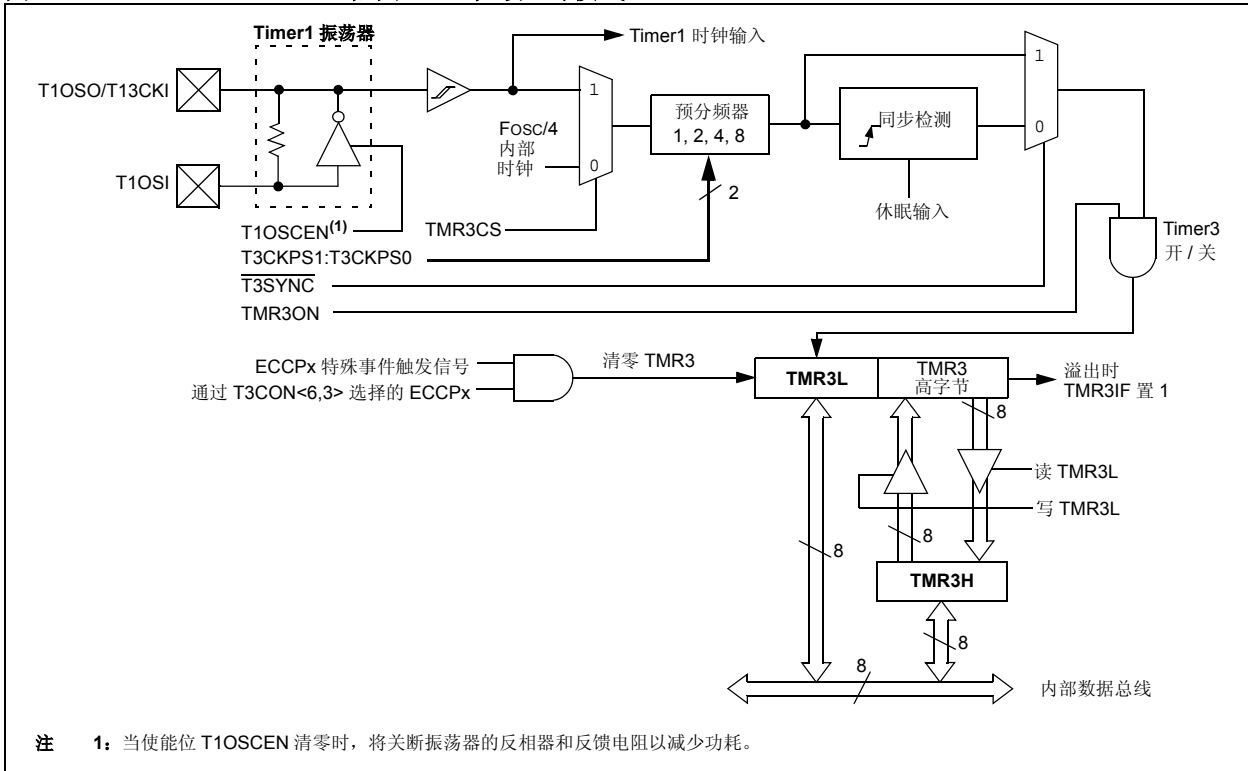 Timer1 振荡器
Timer1 时钟输入
T1OSO/T13CKI
T1OSI
FOSC/4
内部
时钟
1
0
预分频器
1, 2, 4, 8
同步检测
1
0
2
休眠输入
T1OSCEN(1)
TMR3CS
T3CKPS1:T3CKPS0
T3SYNC
TMR3ON
Timer3
开 / 关
ECCPx 特殊事件触发信号
通过 T3CON<6,3> 选择的 ECCPx
清零 TMR3
TMR3L
TMR3
高字节
溢出时
TMR3IF 置 1
8
读 TMR3L
写 TMR3L
8
8
TMR3H
8
8
内部数据总线
注 1: 当使能位 T1OSCEN 清零时，将关断振荡器的反相器和反馈电阻以减少功耗。